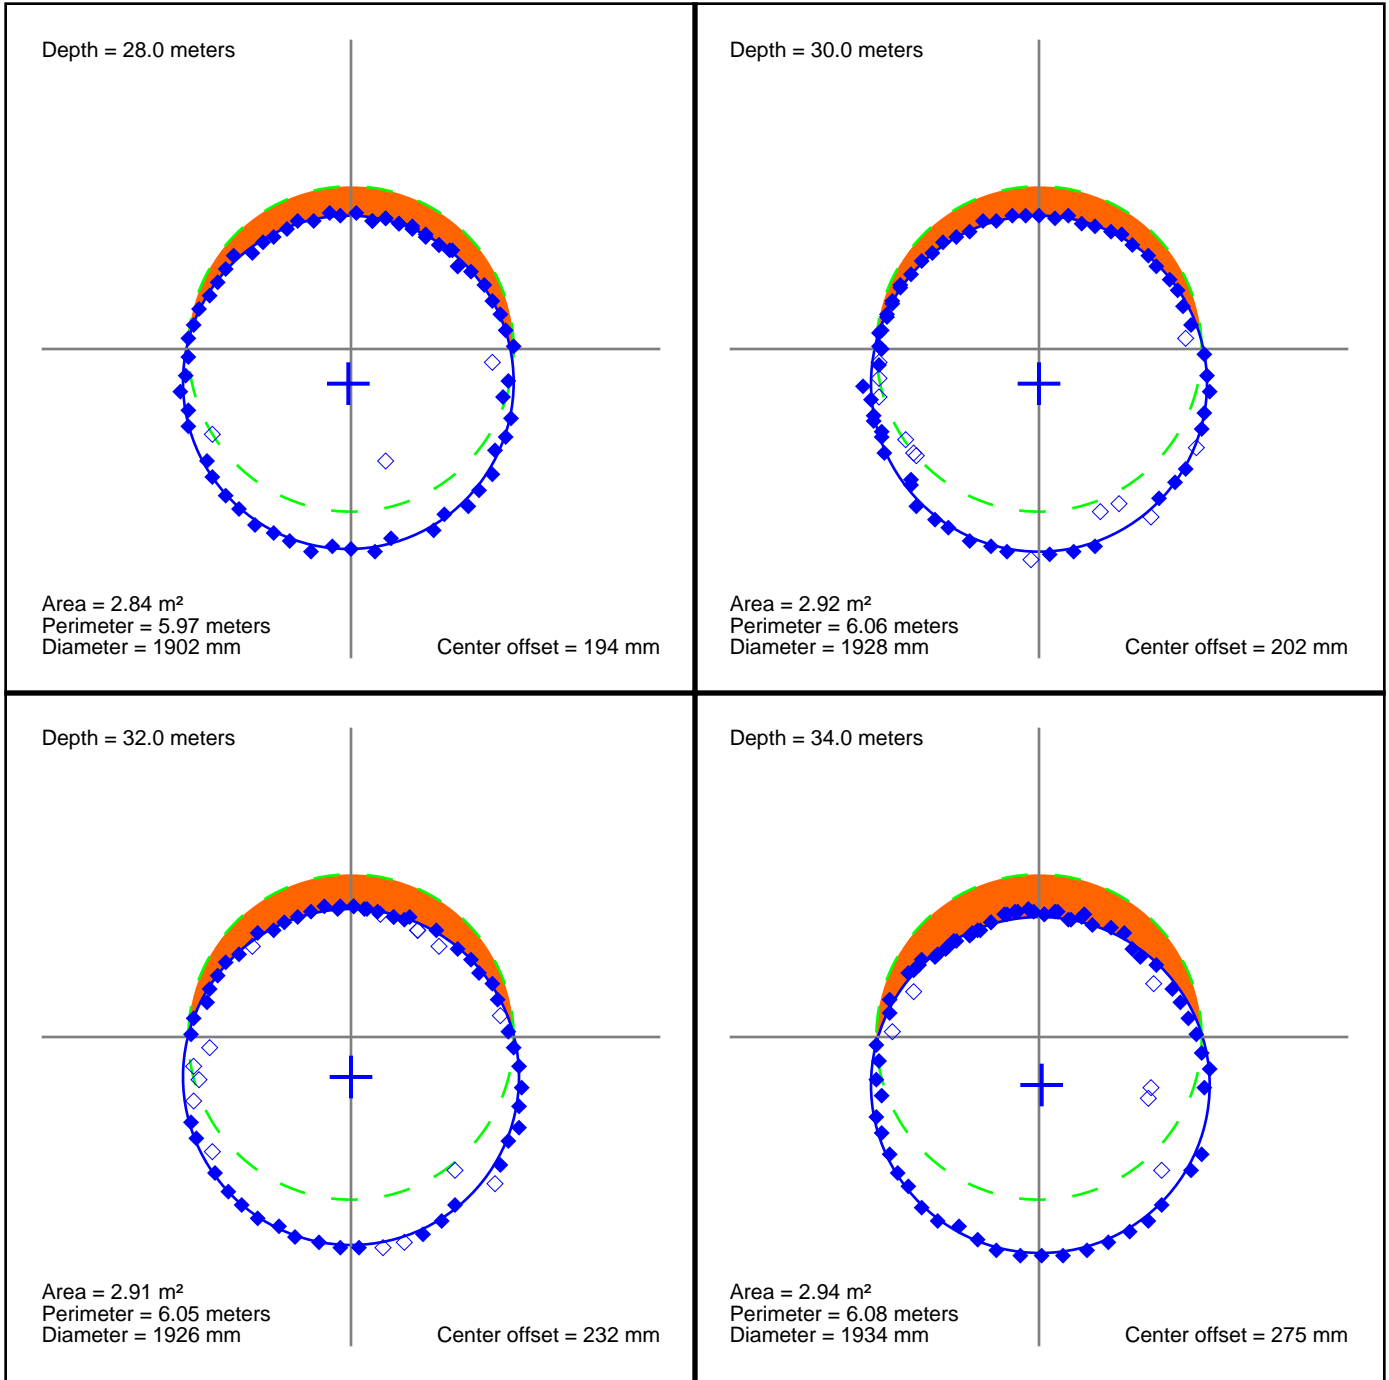 Depth = 28.0 meters
Area = 2.84 m²
Perimeter = 5.97 meters
Diameter = 1902 mm
Center offset = 194 mm
Depth = 30.0 meters
Area = 2.92 m²
Perimeter = 6.06 meters
Diameter = 1928 mm
Center offset = 202 mm
Depth = 32.0 meters
Area = 2.91 m²
Perimeter = 6.05 meters
Diameter = 1926 mm
Center offset = 232 mm
Depth = 34.0 meters
Area = 2.94 m²
Perimeter = 6.08 meters
Diameter = 1934 mm
Center offset = 275 mm